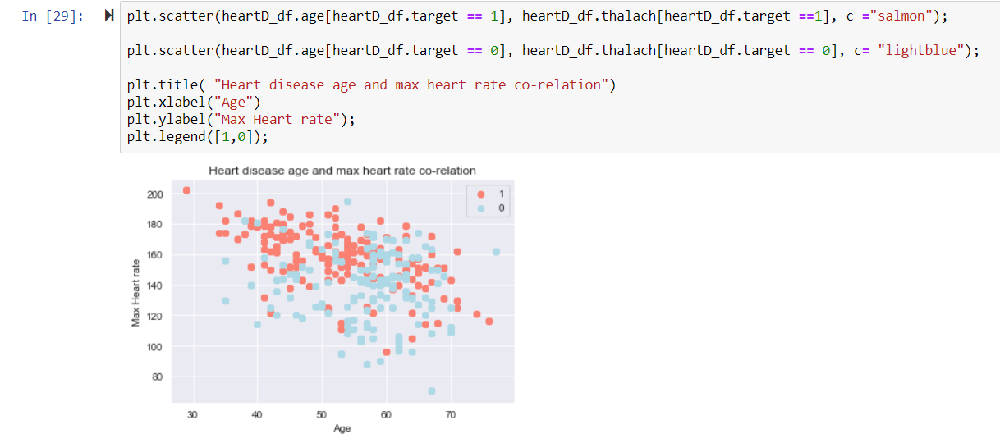 In [29]:
plt.scatter(heartD_df.age[heartD_df.target == 1], heartD_df.thalach[heartD_df.target ==1], c ="salmon");
plt.scatter(heartD_df.age[heartD_df.target == 0], heartD_df.thalach[heartD_df.target == 0], c= "lightblue");
plt.title( "Heart disease age and max heart rate co-relation")
plt.xlabel("Age")
plt.ylabel("Max Heart rate");
plt.legend([1,0]);
Heart disease age and max heart rate co-relation
1
0
200
180
160
140
120
100
80
Max Heart rate
30 40 50 60 70
Age